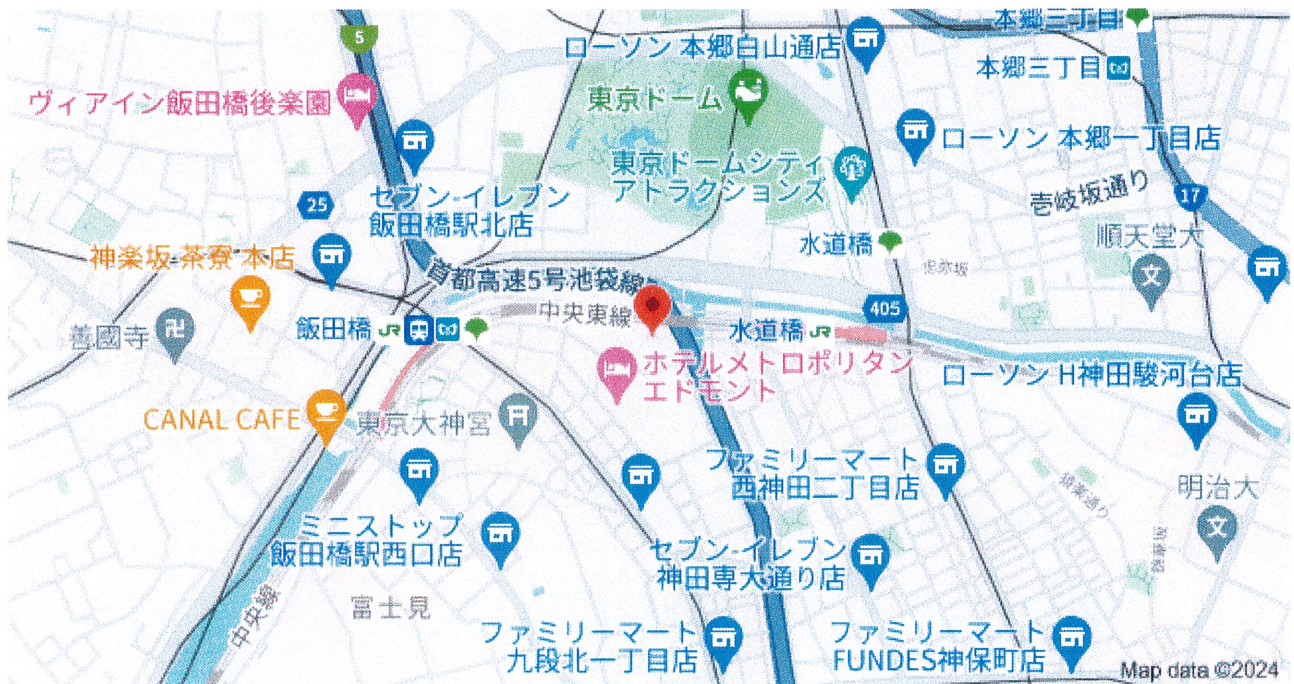 本郷三丁目
5
ローソン 本郷白山通店
本郷三丁目
ヴィアイン飯田橋後楽園
東京ドーム
ローソン 本郷一丁目店
東京ドームシティ
アトラクションズ
セブン-イレブン
飯田橋駅北店
25
壱岐坂通り
17
順天堂大
神楽坂 茶寮 本店
水道橋
首都高速5号池袋線
中央東線
405
善國寺
飯田橋 JR
水道橋 JR
ホテルメトロポリタン
エドモント
ローソン H神田駿河台店
CANAL CAFE
東京大神宮
ファミリーマート
西神田二丁目店
明治大
猿楽通り
ミニストップ
飯田橋駅西口店
セブン-イレブン
神田専大通り店
富士見
中央線
ファミリーマート
九段北一丁目店
ファミリーマート
FUNDES神保町店
Map data ©2024